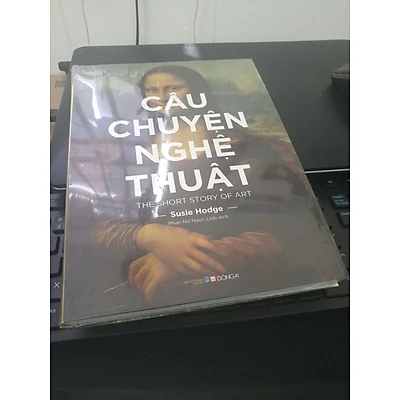 CÂU
CHUYỆN
NGHỆ
THUẬT
THE SHORT STORY OF ART
Susie Hodge
Phan Nữ Ngọc Linh dịch
ĐÔNG A